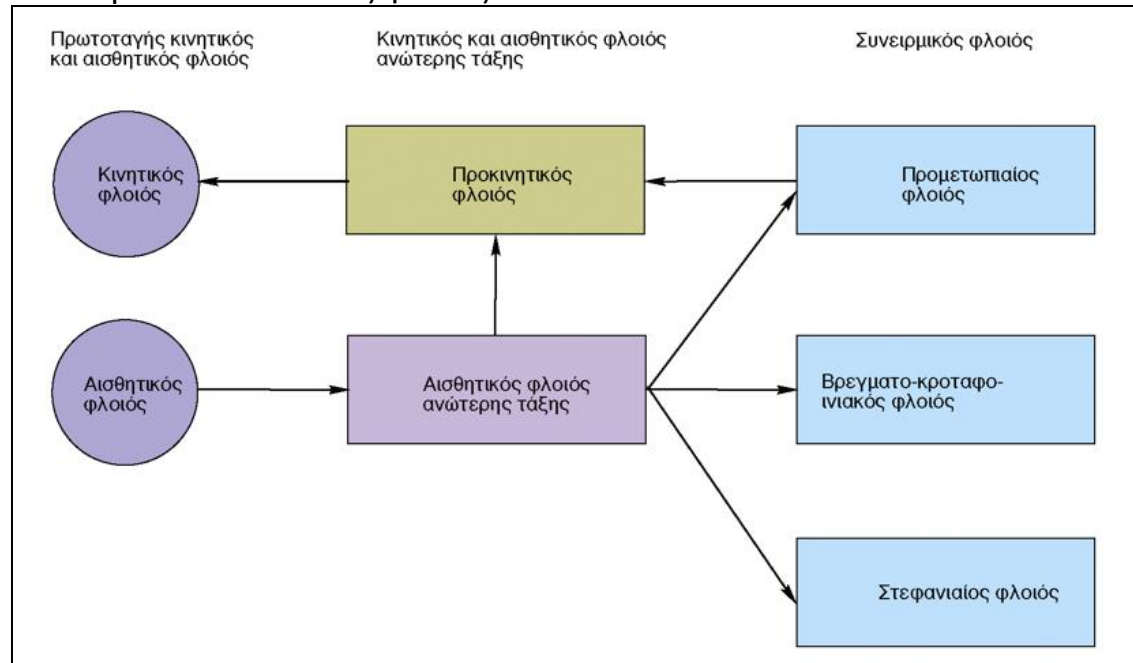 Πρωτοταγής κινητικός
και αισθητικός φλοιός
Κινητικός και αισθητικός φλοιός
ανώτερης τάξης
Συνειρμικός φλοιός
Κινητικός
φλοιός
Προκινητικός
φλοιός
Προμετωπιαίος
φλοιός
Αισθητικός
φλοιός
Αισθητικός φλοιός
ανώτερης τάξης
Βρεγματο-κροταφο-
ινιακός φλοιός
Στεφανιαίος φλοιός